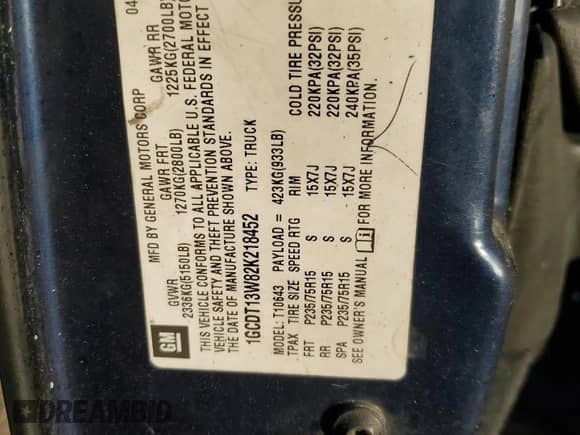 GM
MFD BY GENERAL MOTORS CORP
04
GVWR GAWR FRT GAWR RR
2336KG(5150LB) 1270KG(2800LB) 1225KG(2700LB)
THIS VEHICLE CONFORMS TO ALL APPLICABLE U.S. FEDERAL MOTO
VEHICLE SAFETY AND THEFT PREVENTION STANDARDS IN EFFECT
THE DATE OF MANUFACTURE SHOWN ABOVE.
1GCDT13W82K218452 TYPE: TRUCK
MODEL: T10643 PAYLOAD = 423KG(933LB)
TPAX TIRE SIZE SPEED RTG RIM COLD TIRE PRESSU
FRT P235/75R15 S 15X7J 220KPA(32PSI)
RR P235/75R15 S 15X7J 220KPA(32PSI)
SPA P235/75R15 S 15X7J 240KPA(35PSI)
SEE OWNER'S MANUAL FOR MORE INFORMATION.
DREAMBID